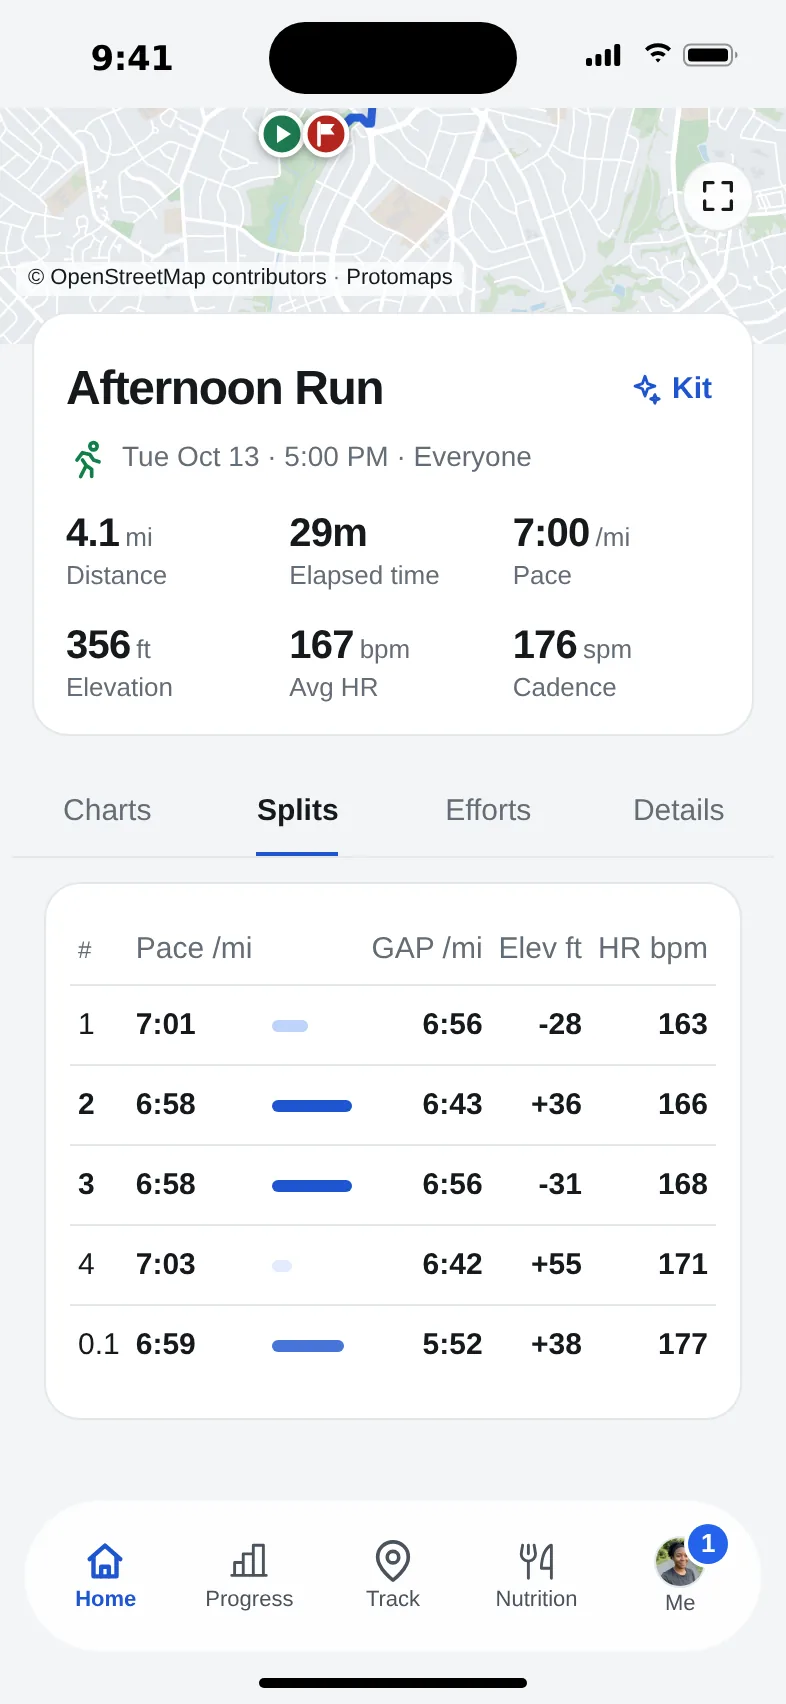 9:41
© OpenStreetMap contributors · Protomaps
Afternoon Run
Kit
Tue Oct 13 · 5:00 PM · Everyone
4.1 mi 29m 7:00 /mi
Distance Elapsed time Pace
356 ft 167 bpm 176 spm
Elevation Avg HR Cadence
Charts Splits Efforts Details
# Pace /mi GAP /mi Elev ft HR bpm
1 7:01 6:56 -28 163
2 6:58 6:43 +36 166
3 6:58 6:56 -31 168
4 7:03 6:42 +55 171
0.1 6:59 5:52 +38 177
1
Home Progress Track Nutrition Me